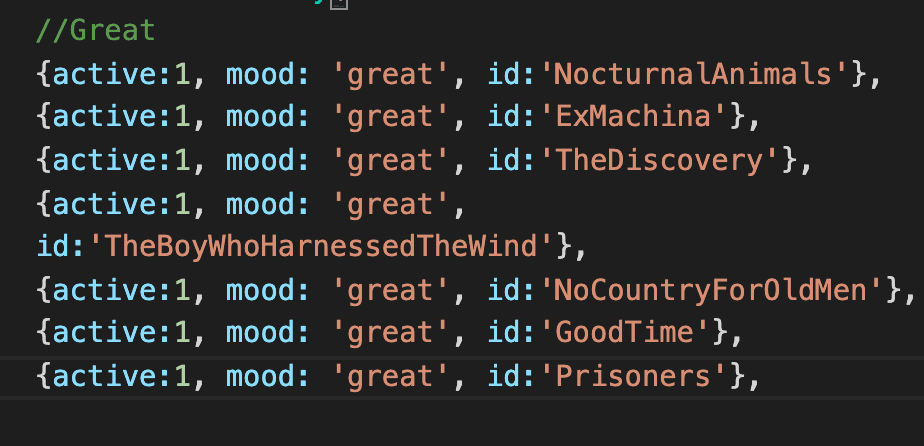 //Great
{active:1, mood: 'great', id:'NocturnalAnimals'},
{active:1, mood: 'great', id:'ExMachina'},
{active:1, mood: 'great', id:'TheDiscovery'},
{active:1, mood: 'great',
id:'TheBoyWhoHarnessedTheWind'},
{active:1, mood: 'great', id:'NoCountryForOldMen'},
{active:1, mood: 'great', id:'GoodTime'},
{active:1, mood: 'great', id:'Prisoners'},